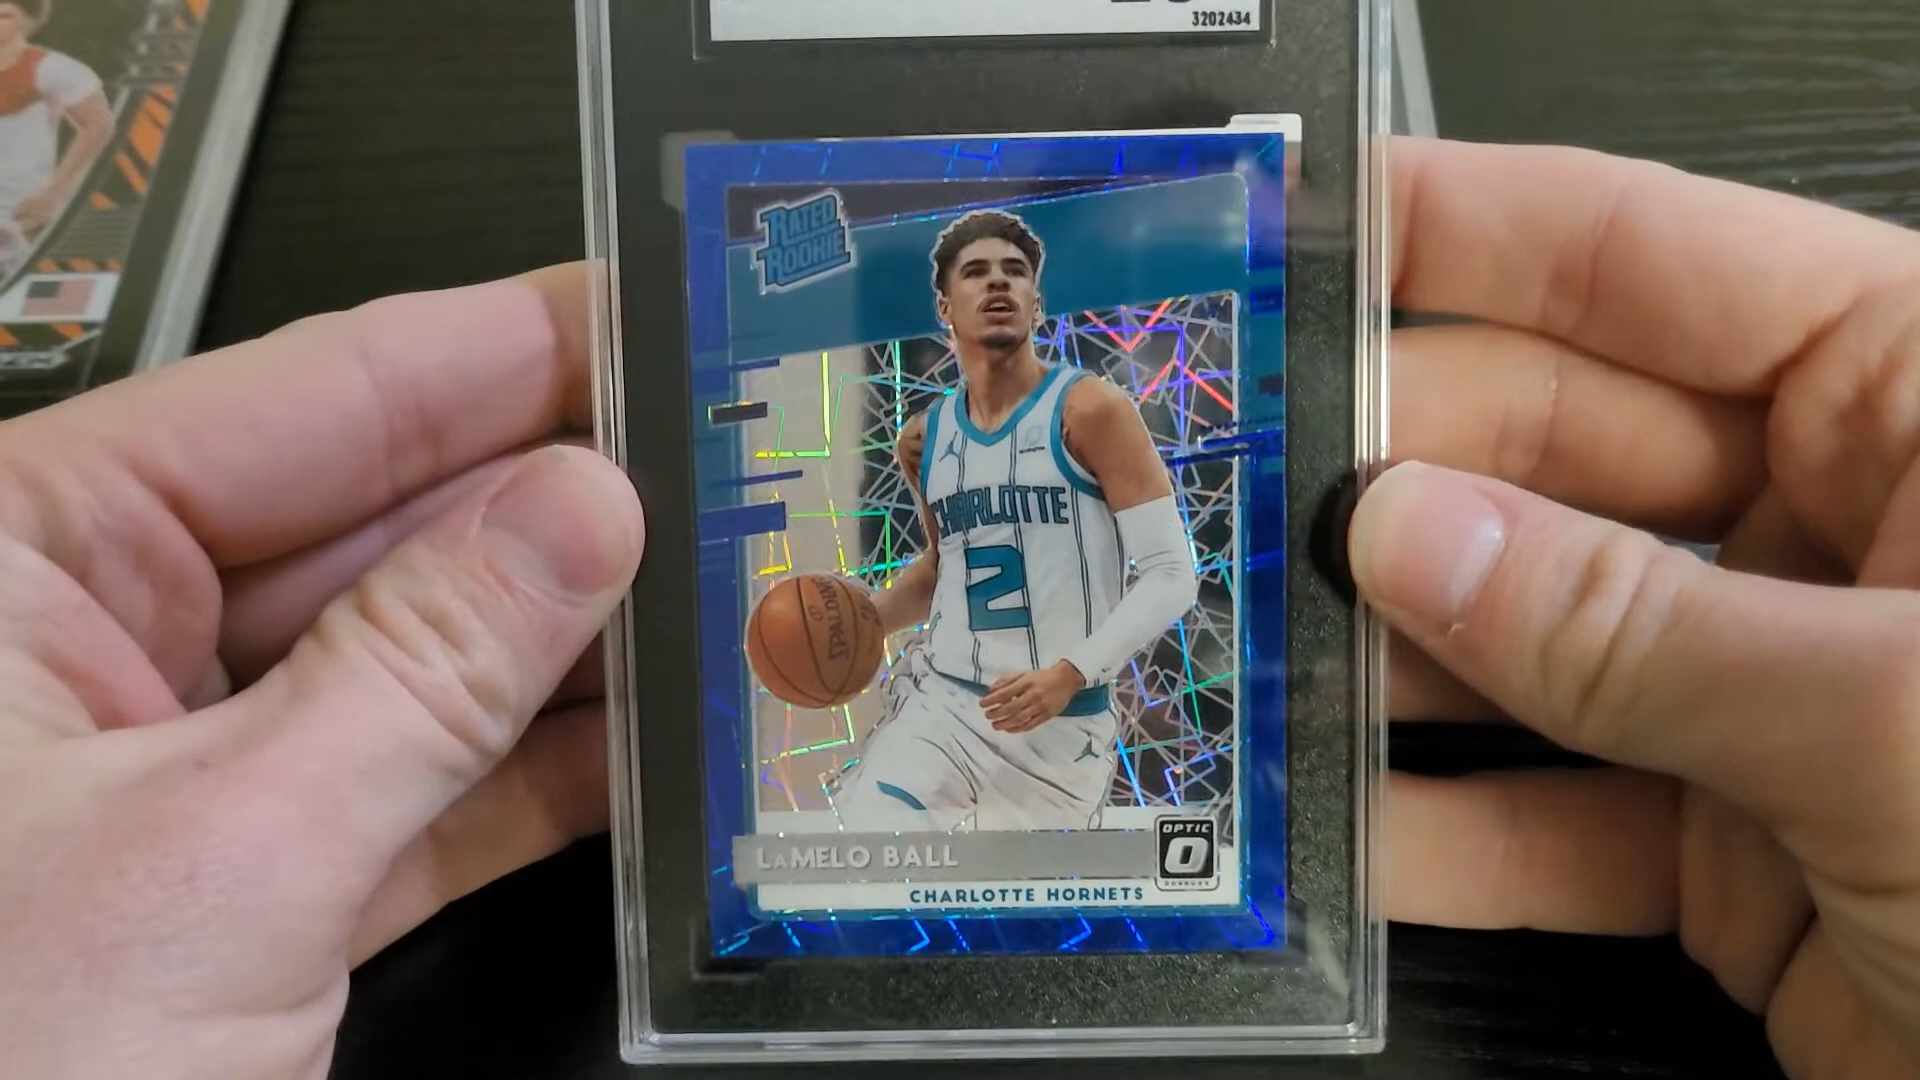 3202434
RATED
ROOKIE
CHARLOTTE
2
SPALDING
LaMELO BALL
OPTIC
O
DONRUSS
CHARLOTTE HORNETS